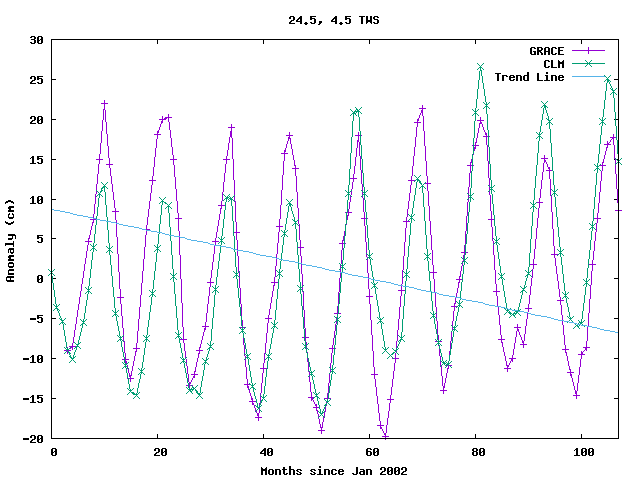 24.5, 4.5 TWS
30
GRACE
CLM
25
Trend Line
20
15
10
5
0
-5
-10
-15
-20
Anomaly (cm)
0 20 40 60 80 100
Months since Jan 2002